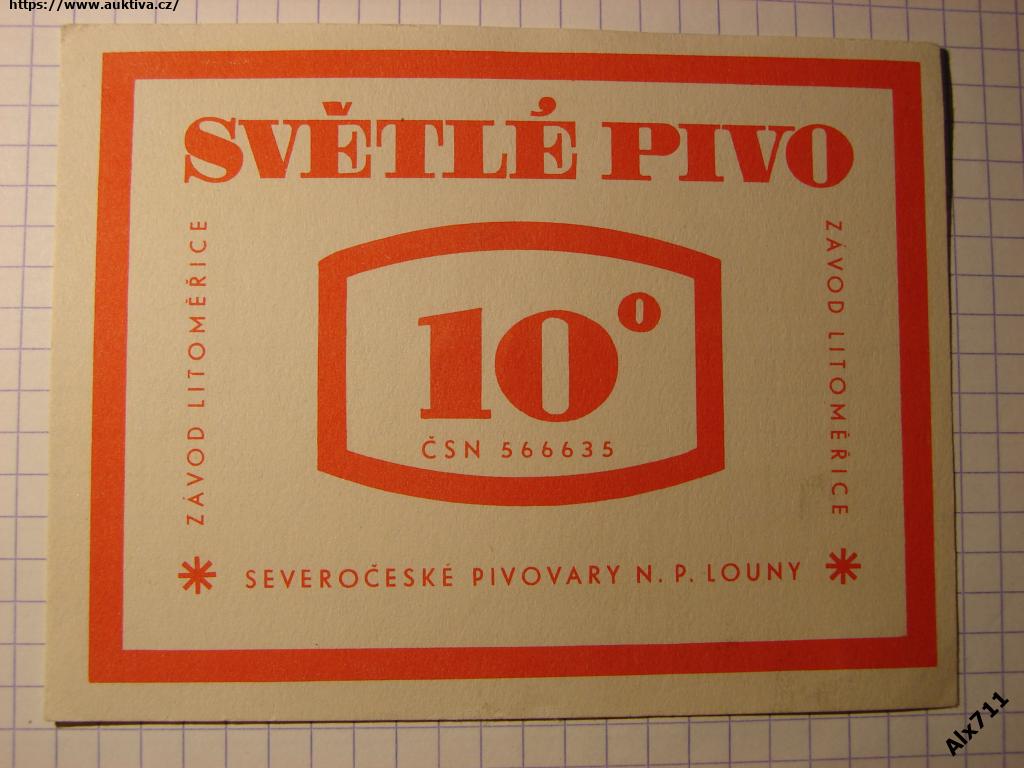 https://www.auktiva.cz/
SVĚTLÉ PIVO
ZÁVOD LITOMĚŘICE
10°
ČSN 566635
ZÁVOD LITOMĚŘICE
* SEVEROČESKÉ PIVOVARY N. P. LOUNY *
Alx711